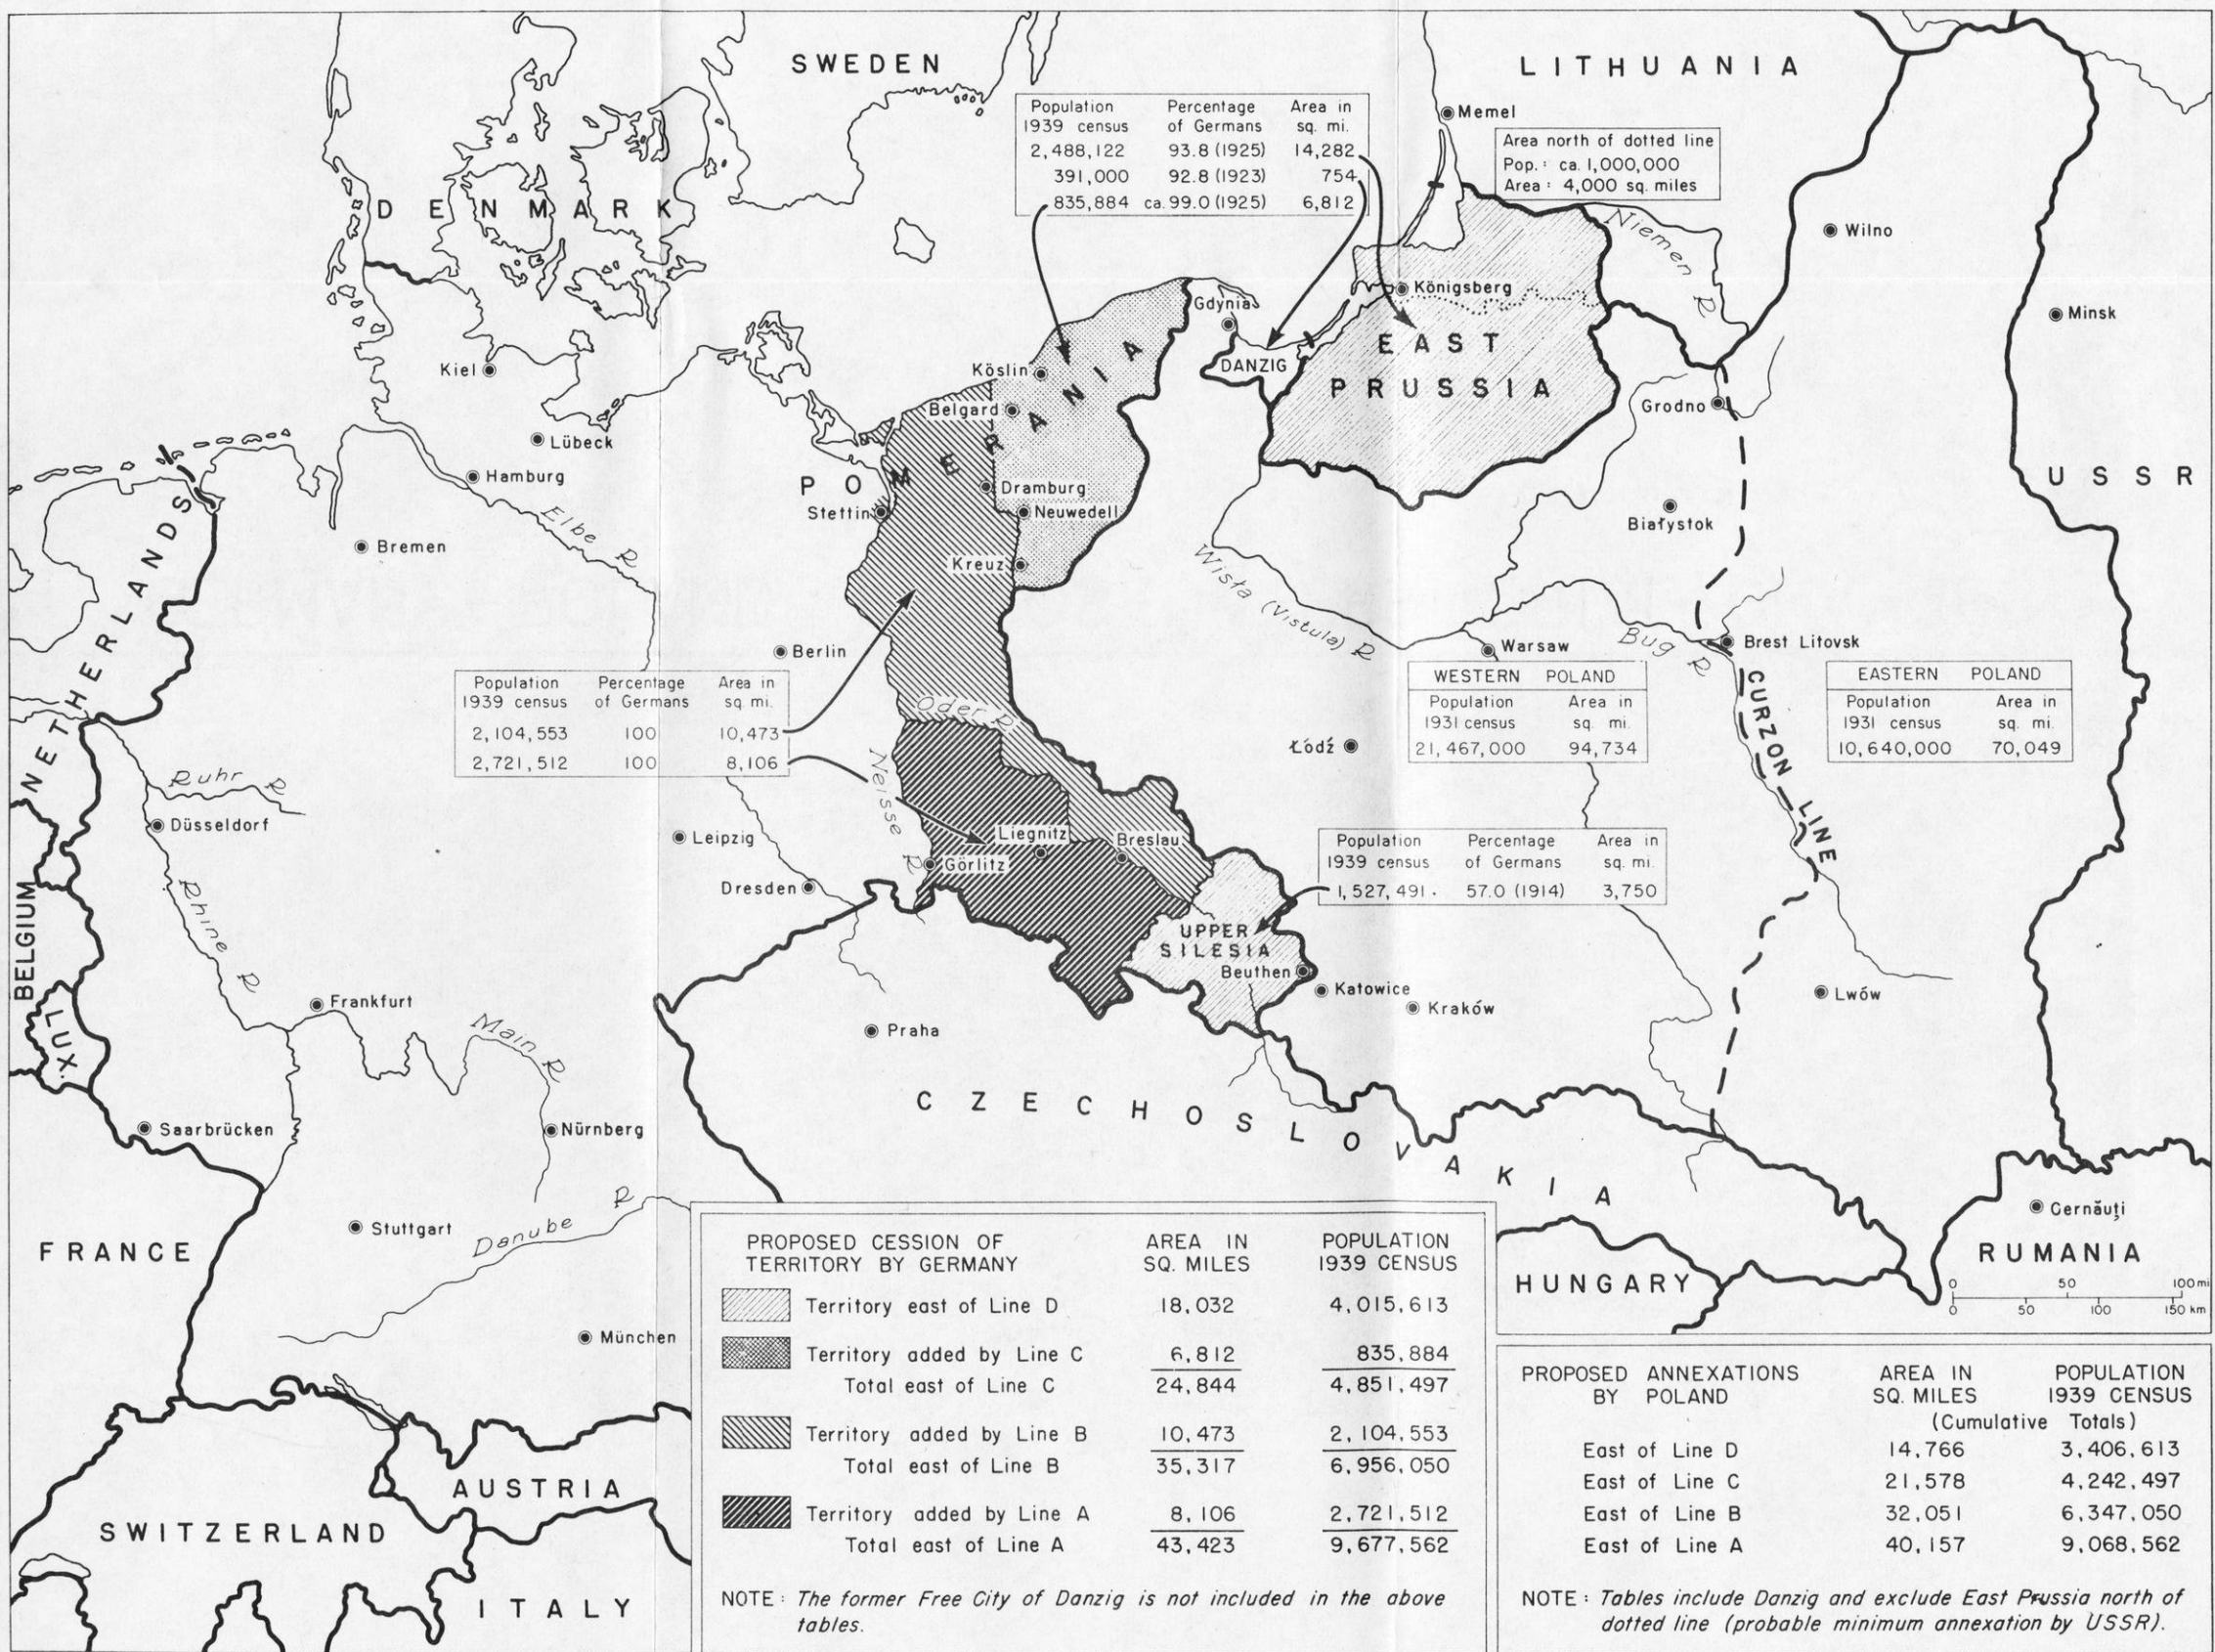 SWEDEN
LITHUANIA
Population Percentage Area in
1939 census of Germans sq. mi.
2,488,122 93.8 (1925) 14,282
391,000 92.8 (1923) 754
835,884 ca. 99.0 (1925) 6,812
Memel
Area north of dotted line
Pop.: ca. 1,000,000
Area: 4,000 sq. miles
DENMARK
Niemen R
Wilno
Königsberg
Gdynia
Minsk
EAST
PRUSSIA
DANZIG
Kiel
Köslin
Belgard
Grodno
POMERANIA
Lübeck
Hamburg
Dramburg
USSR
Stettin
Neuwedell
Elbe R
Białystok
Bremen
Kreuz
NETHERLANDS
Wisła (Vistula) R
Berlin
Warsaw
Bug R
Brest Litovsk
Population Percentage Area in
1939 census of Germans sq. mi.
2,104,553 100 10,473
2,721,512 100 8,106
WESTERN POLAND
Population Area in
1931 census sq. mi.
21,467,000 94,734
EASTERN POLAND
Population Area in
1931 census sq. mi.
10,640,000 70,049
CURZON LINE
Oder R
Łódź
Neisse R
Ruhr R
Düsseldorf
Leipzig
Liegnitz
Breslau
Görlitz
Dresden
Population Percentage Area in
1939 census of Germans sq. mi.
1,527,491. 57.0 (1914) 3,750
BELGIUM
Rhine R
UPPER
SILESIA
Beuthen
Katowice
Kraków
Lwów
Frankfurt
LUX.
Main R
Praha
CZECHOSLOVAKIA
Saarbrücken
Nürnberg
Stuttgart
Danube R
Cernăuţi
FRANCE
RUMANIA
HUNGARY
0 50 100 mi
0 50 100 150 km
München
AUSTRIA
SWITZERLAND
ITALY
PROPOSED CESSION OF AREA IN POPULATION
TERRITORY BY GERMANY SQ. MILES 1939 CENSUS
Territory east of Line D 18,032 4,015,613
Territory added by Line C 6,812 835,884
Total east of Line C 24,844 4,851,497
Territory added by Line B 10,473 2,104,553
Total east of Line B 35,317 6,956,050
Territory added by Line A 8,106 2,721,512
Total east of Line A 43,423 9,677,562
NOTE: The former Free City of Danzig is not included in the above
tables.
PROPOSED ANNEXATIONS AREA IN POPULATION
BY POLAND SQ. MILES 1939 CENSUS
(Cumulative Totals)
East of Line D 14,766 3,406,613
East of Line C 21,578 4,242,497
East of Line B 32,051 6,347,050
East of Line A 40,157 9,068,562
NOTE: Tables include Danzig and exclude East Prussia north of
dotted line (probable minimum annexation by USSR).